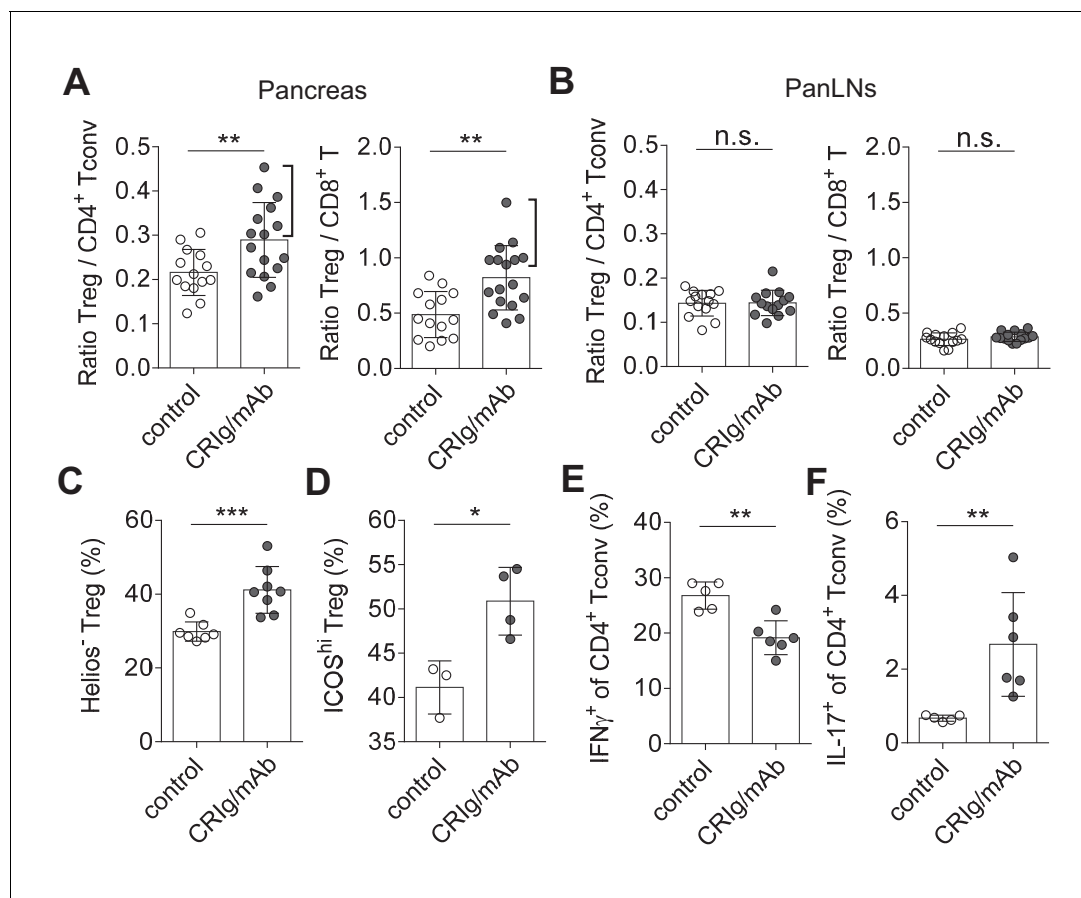 A
Pancreas
B
PanLNs
Ratio Treg / CD4⁺ Tconv
0.5
0.4
0.3
0.2
0.1
0.0
**
control
CRIg/mAb
Ratio Treg / CD8⁺ T
2.0
1.5
1.0
0.5
0.0
**
control
CRIg/mAb
Ratio Treg / CD4⁺ Tconv
0.5
0.4
0.3
0.2
0.1
0.0
n.s.
control
CRIg/mAb
Ratio Treg / CD8⁺ T
2.0
1.5
1.0
0.5
0.0
n.s.
control
CRIg/mAb
C
Helios⁻ Treg (%)
60
40
20
0
***
control
CRIg/mAb
D
ICOSʰⁱ Treg (%)
60
55
50
45
40
35
*
control
CRIg/mAb
E
IFNγ⁺ of CD4⁺ Tconv (%)
40
30
20
10
0
**
control
CRIg/mAb
F
IL-17⁺ of CD4⁺ Tconv (%)
6
4
2
0
**
control
CRIg/mAb